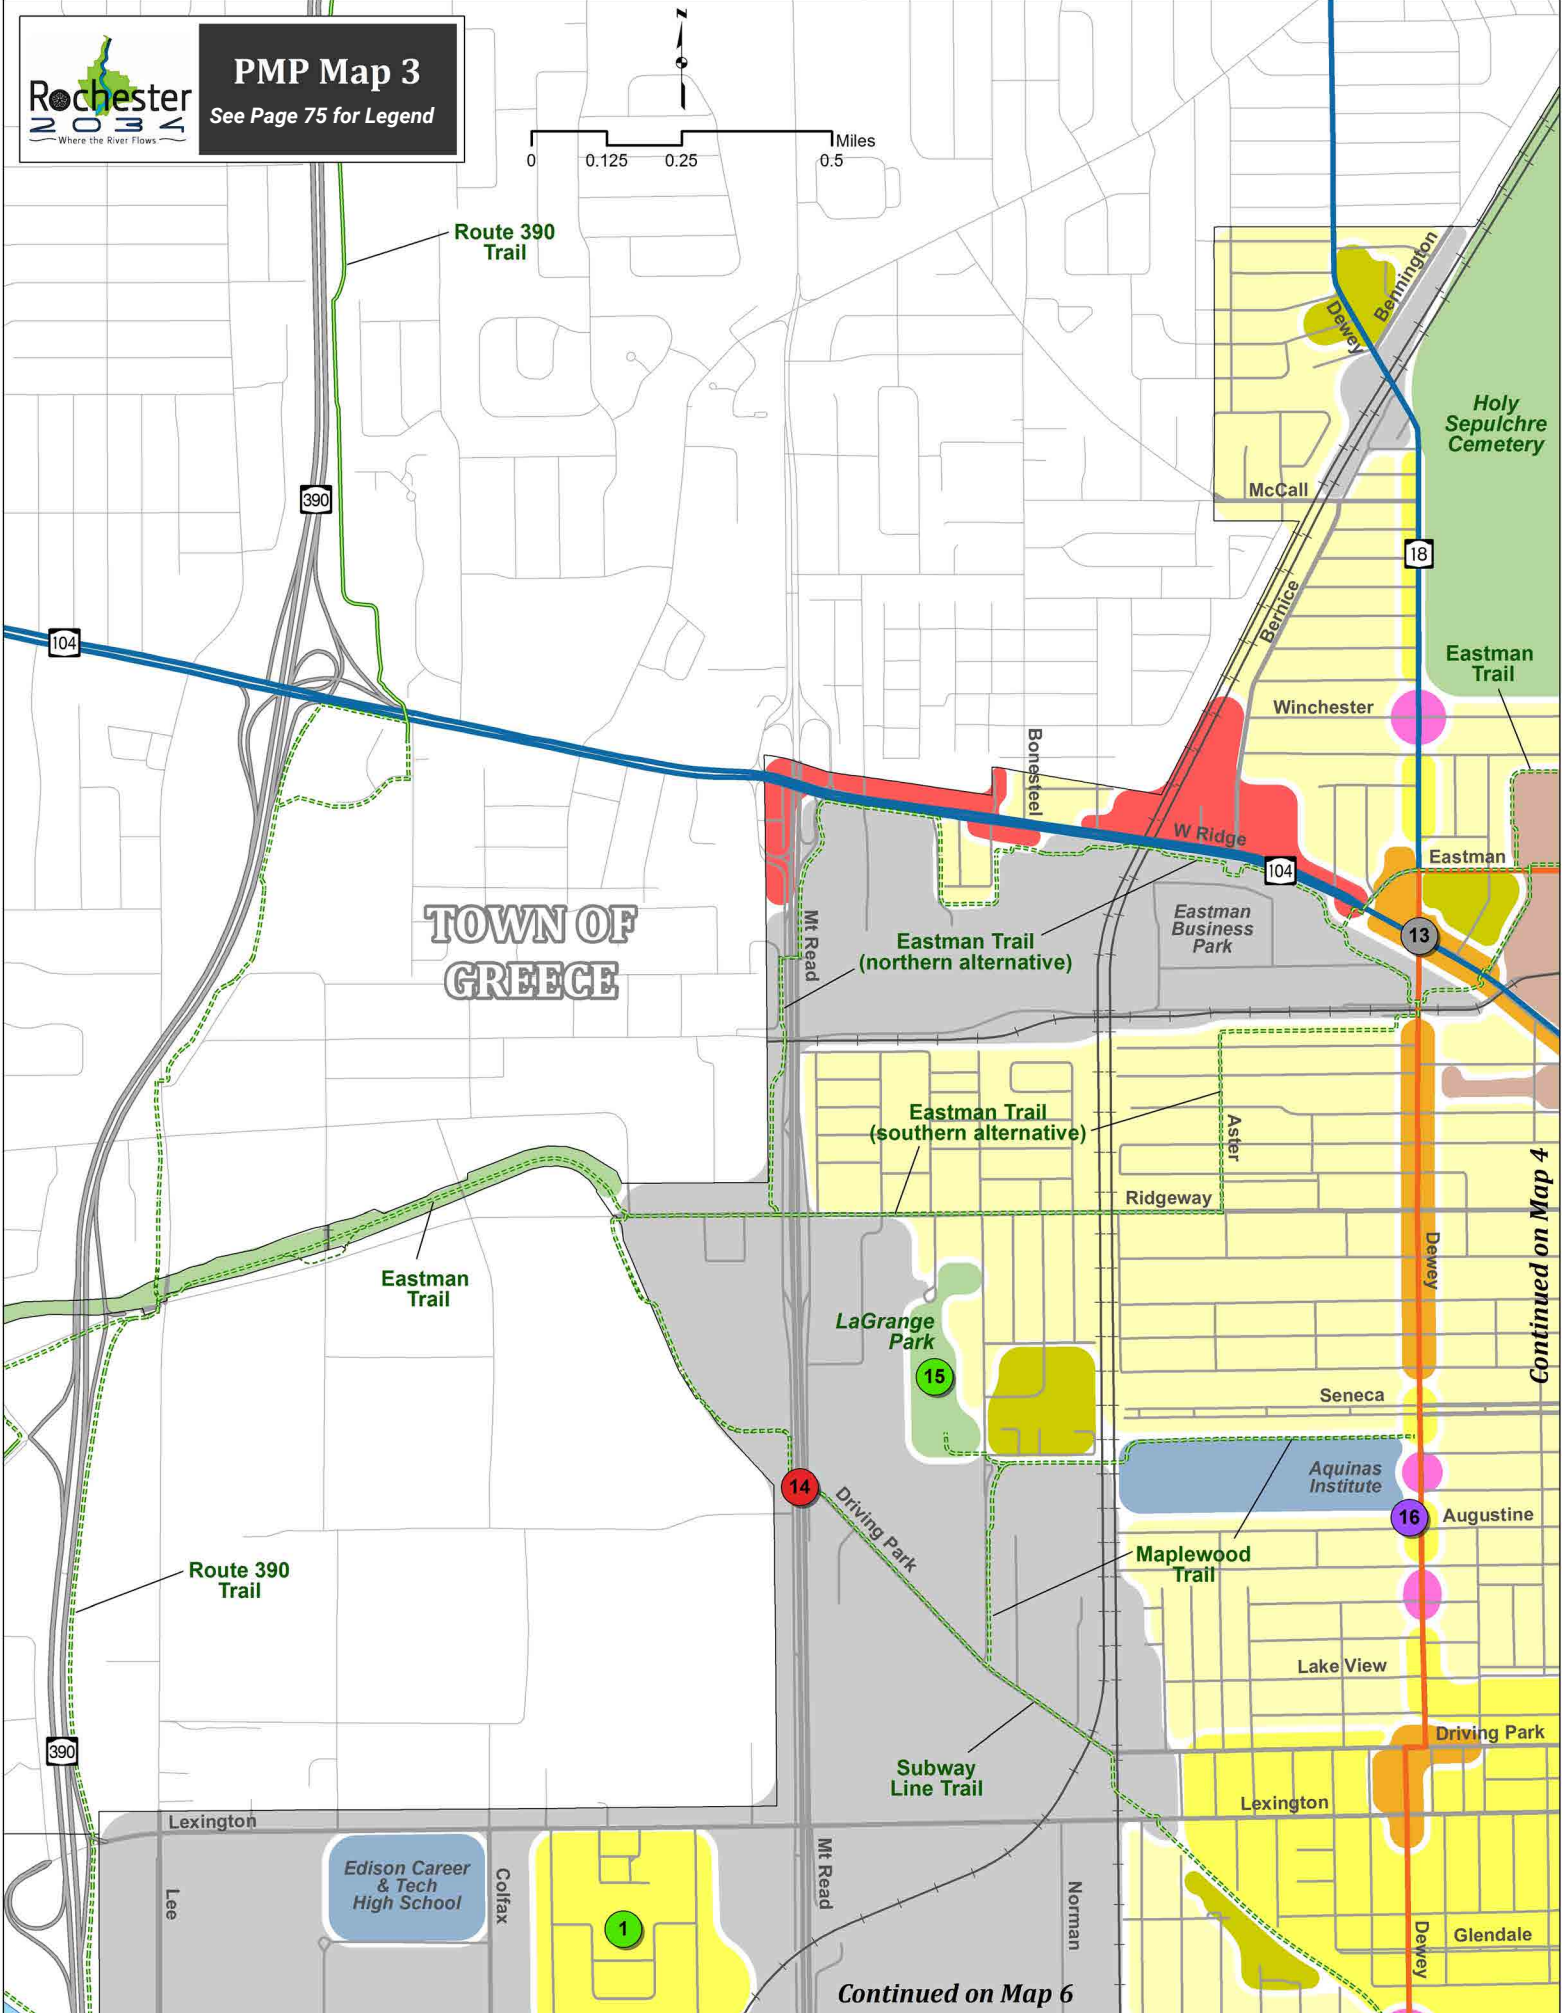 Rochester
2034
Where the River Flows
PMP Map 3
See Page 75 for Legend
N
Miles
0
0.125
0.25
0.5
Route 390
Trail
Dewey
Bennington
Holy
Sepulchre
Cemetery
390
McCall
18
Bernice
104
Eastman
Trail
Winchester
Bonesteel
W Ridge
104
Eastman
TOWN OF
GREECE
Mt Read
Eastman Trail
(northern alternative)
Eastman
Business
Park
13
Eastman Trail
(southern alternative)
Aster
Ridgeway
Continued on Map 4
Dewey
Eastman
Trail
LaGrange
Park
15
Seneca
Aquinas
Institute
14
Driving Park
16
Augustine
Maplewood
Trail
Route 390
Trail
Lake View
390
Driving Park
Subway
Line Trail
Lexington
Lexington
Edison Career
& Tech
High School
Lee
Colfax
Mt Read
Norman
1
Dewey
Glendale
Continued on Map 6